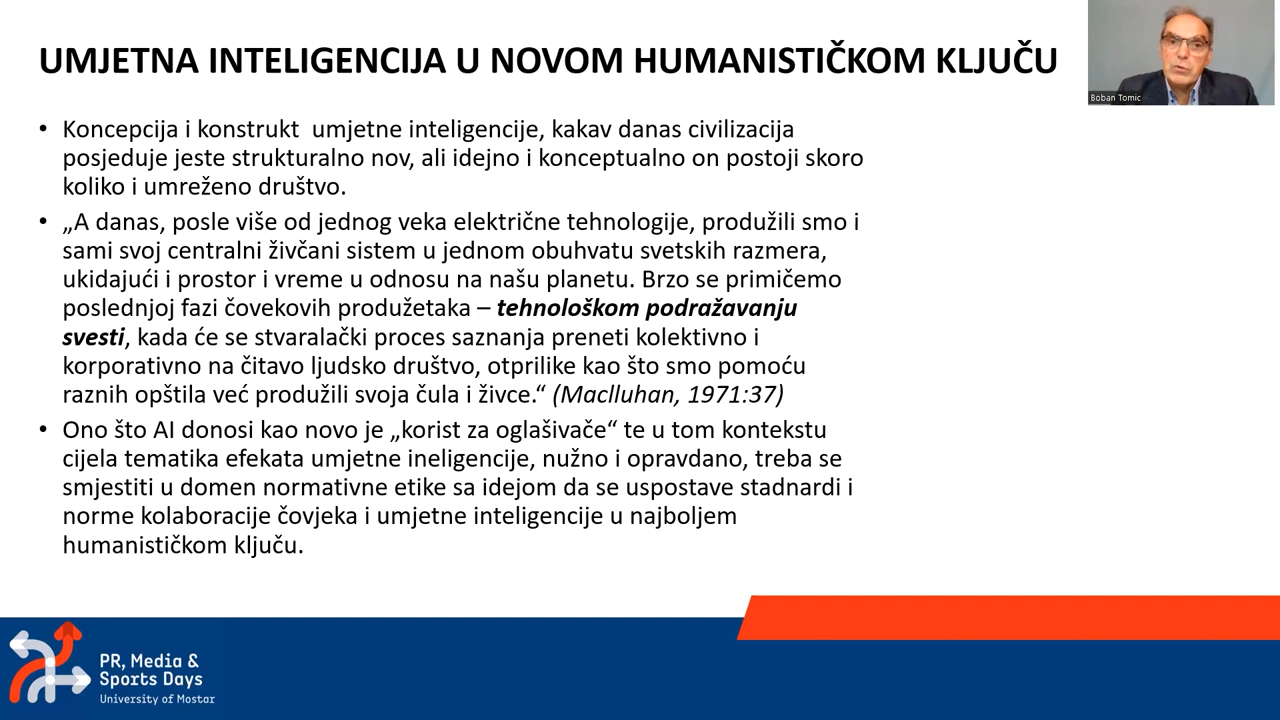 UMJETNA INTELIGENCIJA U NOVOM HUMANISTIČKOM KLJUČU
Boban Tomic
• Koncepcija i konstrukt  umjetne inteligencije, kakav danas civilizacija
posjeduje jeste strukturalno nov, ali idejno i konceptualno on postoji skoro
koliko i umreženo društvo.
• „A danas, posle više od jednog veka električne tehnologije, produžili smo i
sami svoj centralni živčani sistem u jednom obuhvatu svetskih razmera,
ukidajući i prostor i vreme u odnosu na našu planetu. Brzo se primičemo
poslednjoj fazi čovekovih produžetaka – tehnološkom podražavanju
svesti, kada će se stvaralački proces saznanja preneti kolektivno i
korporativno na čitavo ljudsko društvo, otprilike kao što smo pomoću
raznih opštila već produžili svoja čula i živce.“ (Maclluhan, 1971:37)
• Ono što AI donosi kao novo je „korist za oglašivače“ te u tom kontekstu
cijela tematika efekata umjetne ineligencije, nužno i opravdano, treba se
smjestiti u domen normativne etike sa idejom da se uspostave stadnardi i
norme kolaboracije čovjeka i umjetne inteligencije u najboljem
humanističkom ključu.
PR, Media &
Sports Days
University of Mostar